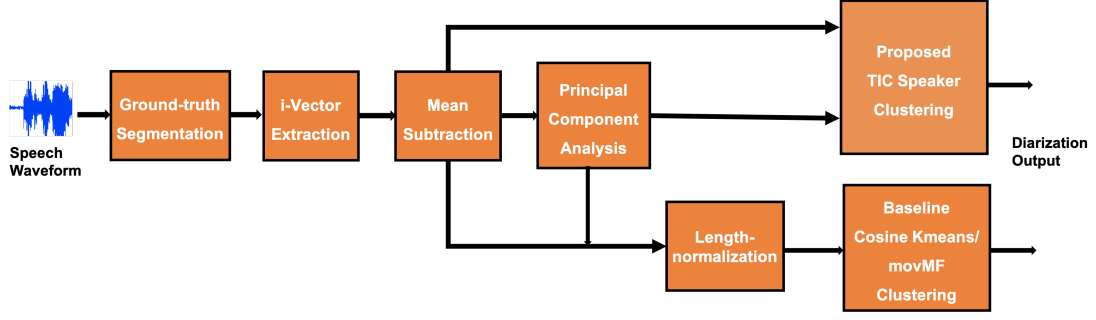 Speech
Waveform
Ground-truth
Segmentation
i-Vector
Extraction
Mean
Subtraction
Principal
Component
Analysis
Proposed
TIC Speaker
Clustering
Length-
normalization
Baseline
Cosine Kmeans/
movMF
Clustering
Diarization
Output